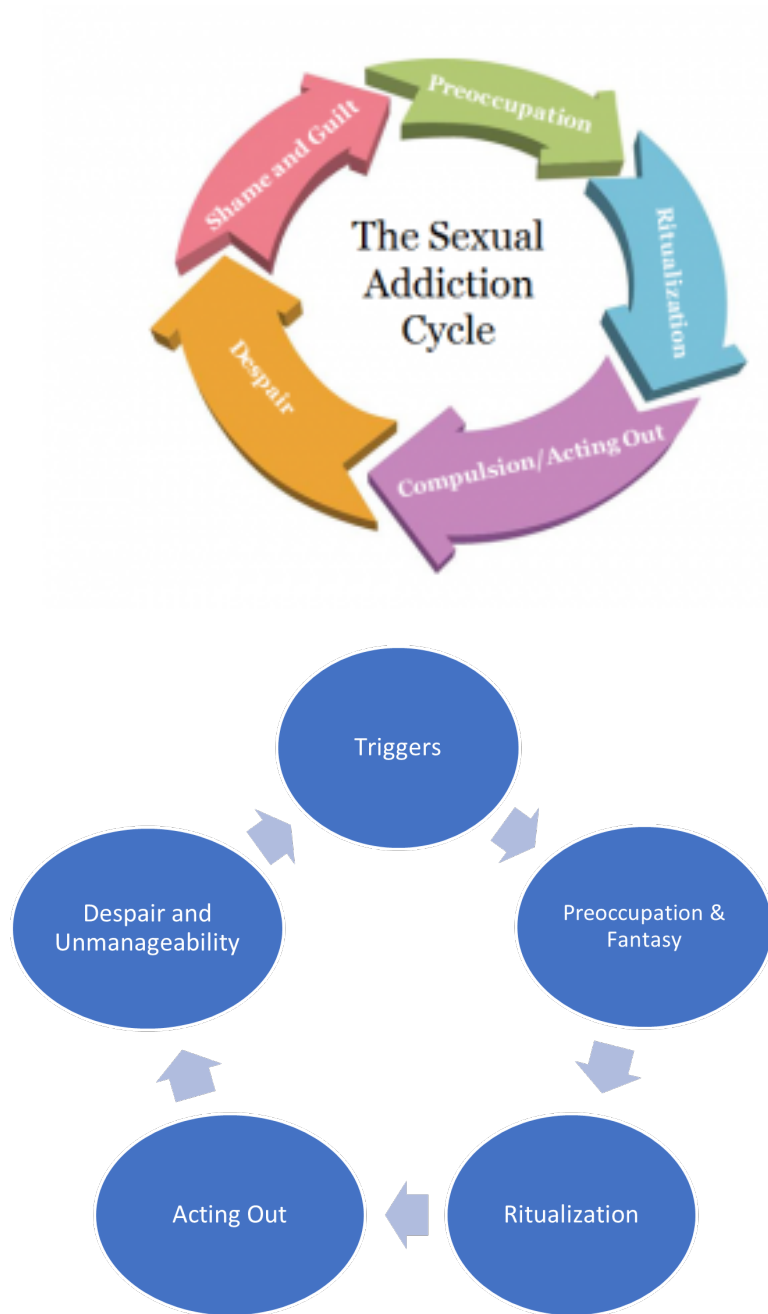 Preoccupation
Shame and Guilt
Ritualization
The Sexual
Addiction
Cycle
Despair
Compulsion/Acting Out
Triggers
Despair and
Unmanageability
Preoccupation &
Fantasy
Acting Out
Ritualization